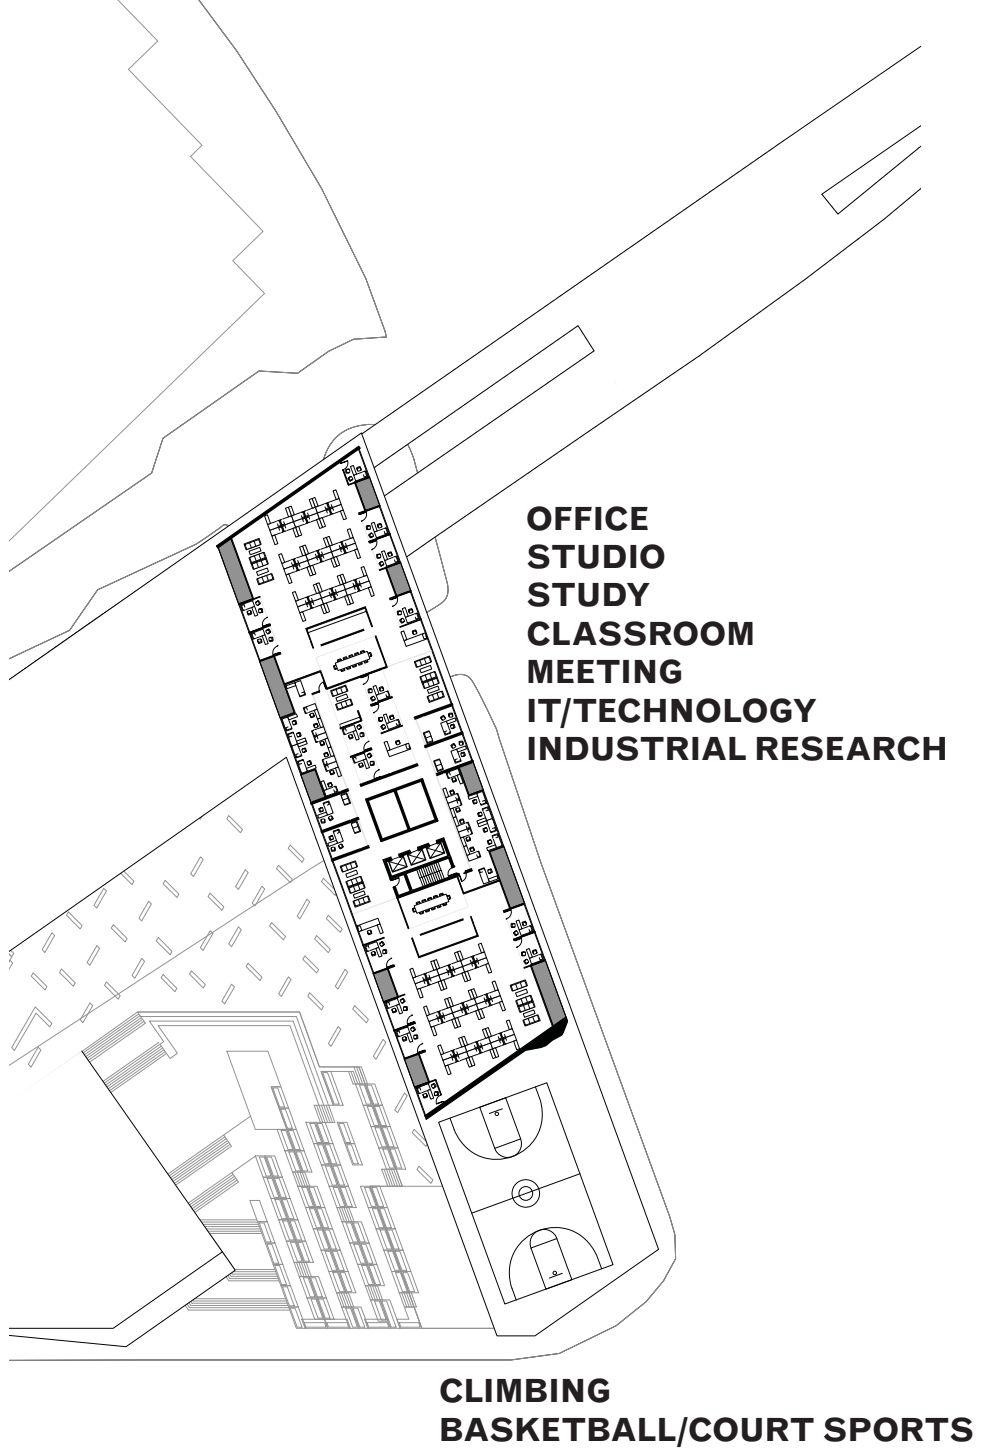 OFFICE
STUDIO
STUDY
CLASSROOM
MEETING
IT/TECHNOLOGY
INDUSTRIAL RESEARCH
CLIMBING
BASKETBALL/COURT SPORTS